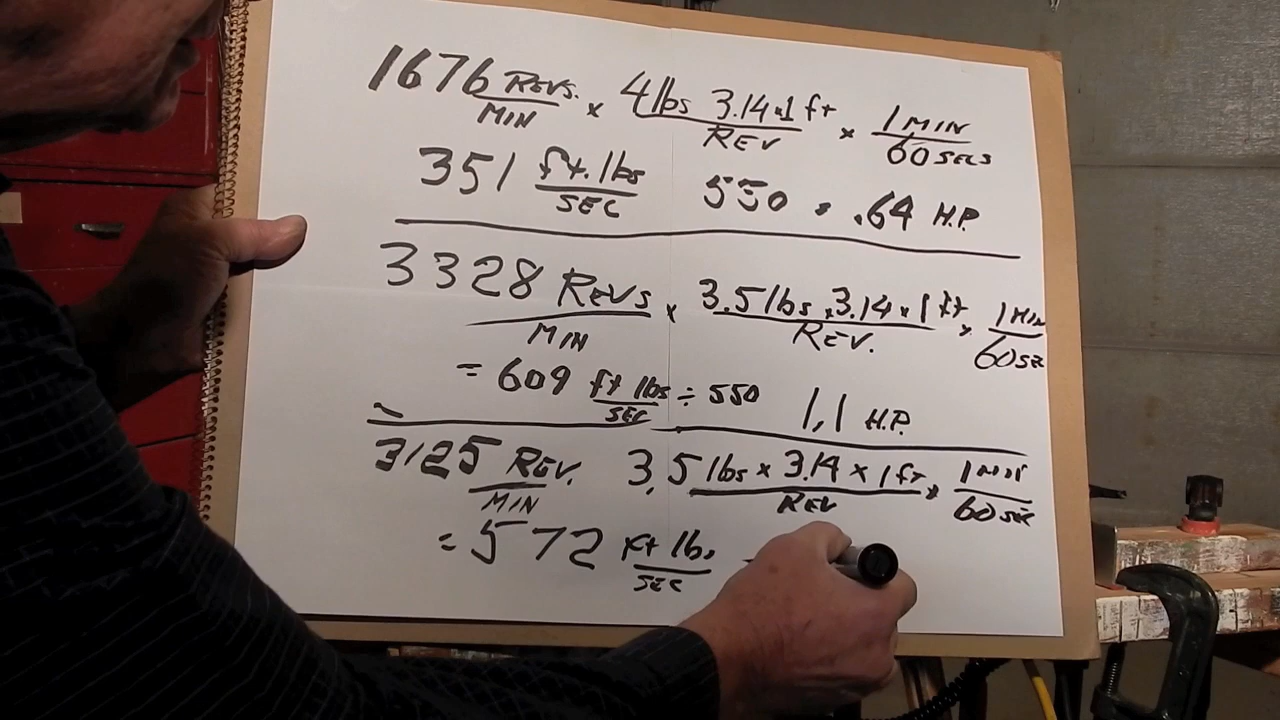 1676 REVS./MIN × 4 lbs 3.14 × 1 ft/REV × 1 MIN/60 SECS
351 ft. lbs/SEC 550 = .64 H.P.
3328 REVS/MIN × 3.5 lbs × 3.14 × 1 ft/REV. × 1 MIN/60 SEC
= 609 ft lbs/SEC ÷ 550 1.1 H.P.
3125 REV./MIN 3.5 lbs × 3.14 × 1 ft/REV × 1 MIN/60 SEC
= 572 ft lbs/SEC